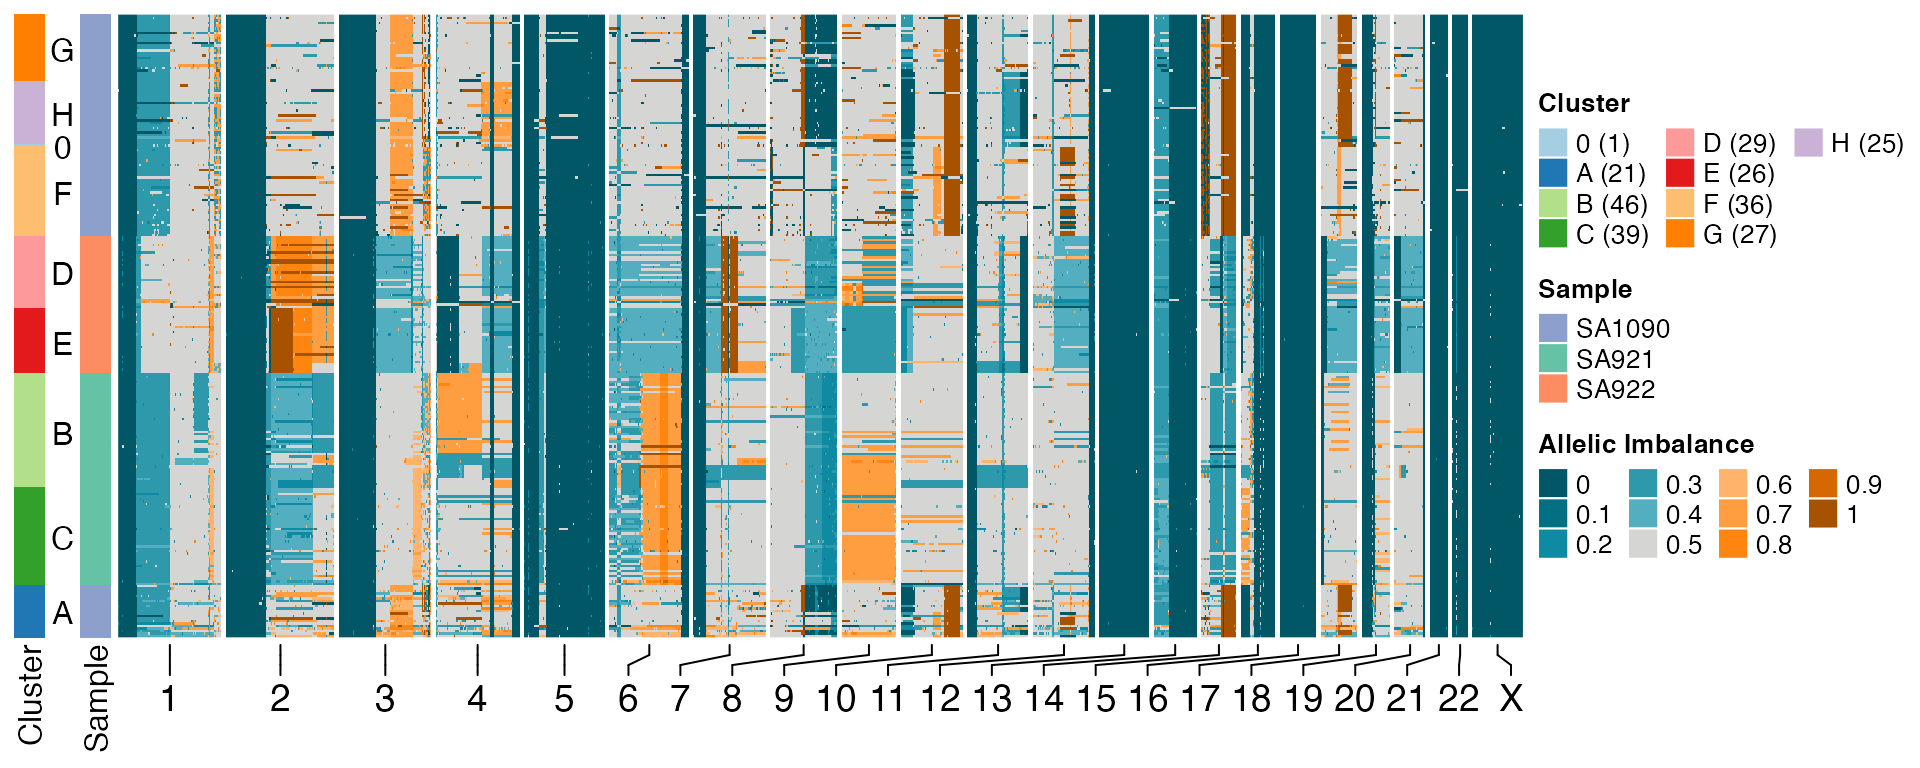 G
H
0
F
D
E
B
C
A
Cluster
Sample
1 2 3 4 5 6 7 8 9 10 11 12 13 14 15 16 17 18 19 20 21 22 X
Cluster
0 (1) D (29) H (25)
A (21) E (26)
B (46) F (36)
C (39) G (27)
Sample
SA1090
SA921
SA922
Allelic Imbalance
0 0.3 0.6 0.9
0.1 0.4 0.7 1
0.2 0.5 0.8